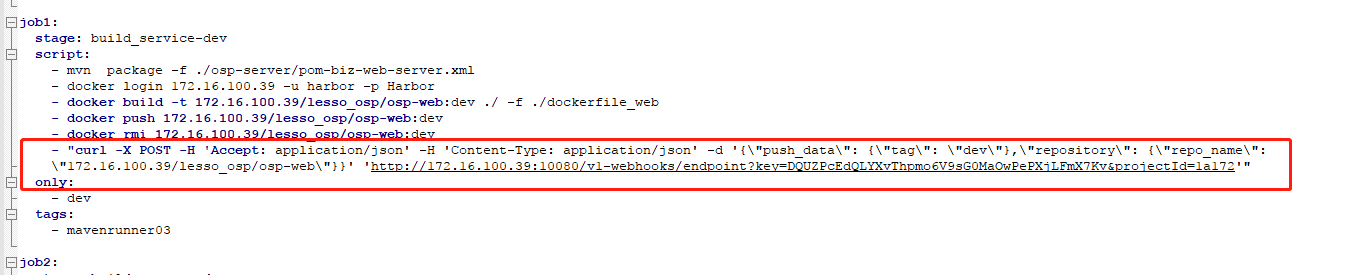 job1:
stage: build_service-dev
script:
- mvn  package -f ./osp-server/pom-biz-web-server.xml
- docker login 172.16.100.39 -u harbor -p Harbor
- docker build -t 172.16.100.39/lesso_osp/osp-web:dev ./ -f ./dockerfile_web
- docker push 172.16.100.39/lesso_osp/osp-web:dev
- docker rmi 172.16.100.39/lesso_osp/osp-web:dev
- "curl -X POST -H 'Accept: application/json' -H 'Content-Type: application/json' -d '{\"push_data\": {\"tag\": \"dev\"},\"repository\": {\"repo_name\":
\"172.16.100.39/lesso_osp/osp-web\"}}' 'http://172.16.100.39:10080/v1-webhooks/endpoint?key=DQUZPcEdQLYXvThpmo6V9sG0MaOwPePXjLFmX7Kv&projectId=1a172'"
only:
- dev
tags:
- mavenrunner03
job2: